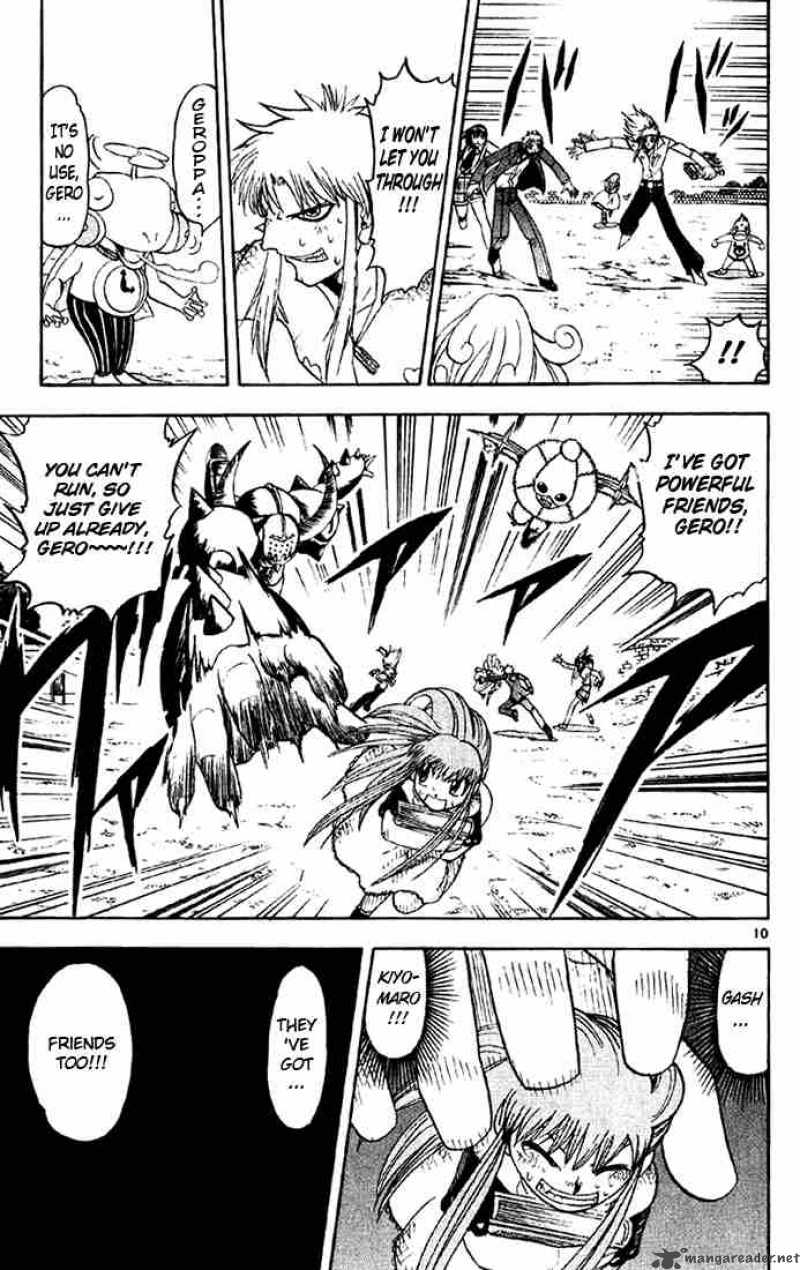 !!
I WON'T
LET YOU
THROUGH
!!!
GEROPPA...
IT'S
NO
USE,
GERO
...
I'VE GOT
POWERFUL
FRIENDS,
GERO!!
YOU CAN'T
RUN, SO
JUST GIVE
UP ALREADY,
GERO~~~~!!!
10
GASH
...
KIYO-
MARO
!!!
THEY
'VE
GOT
...
FRIENDS
TOO!!!
mangareader.net